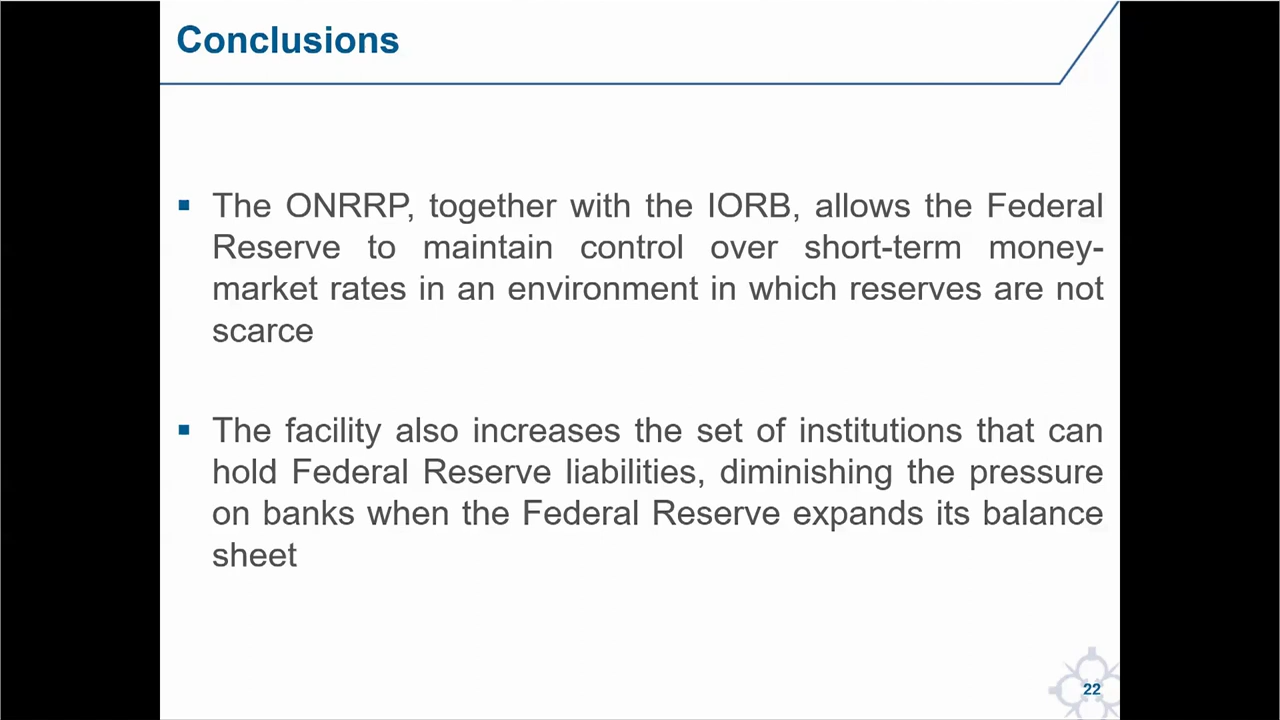 Conclusions
▪ The ONRRP, together with the IORB, allows the Federal
Reserve to maintain control over short-term money-
market rates in an environment in which reserves are not
scarce
▪ The facility also increases the set of institutions that can
hold Federal Reserve liabilities, diminishing the pressure
on banks when the Federal Reserve expands its balance
sheet
22